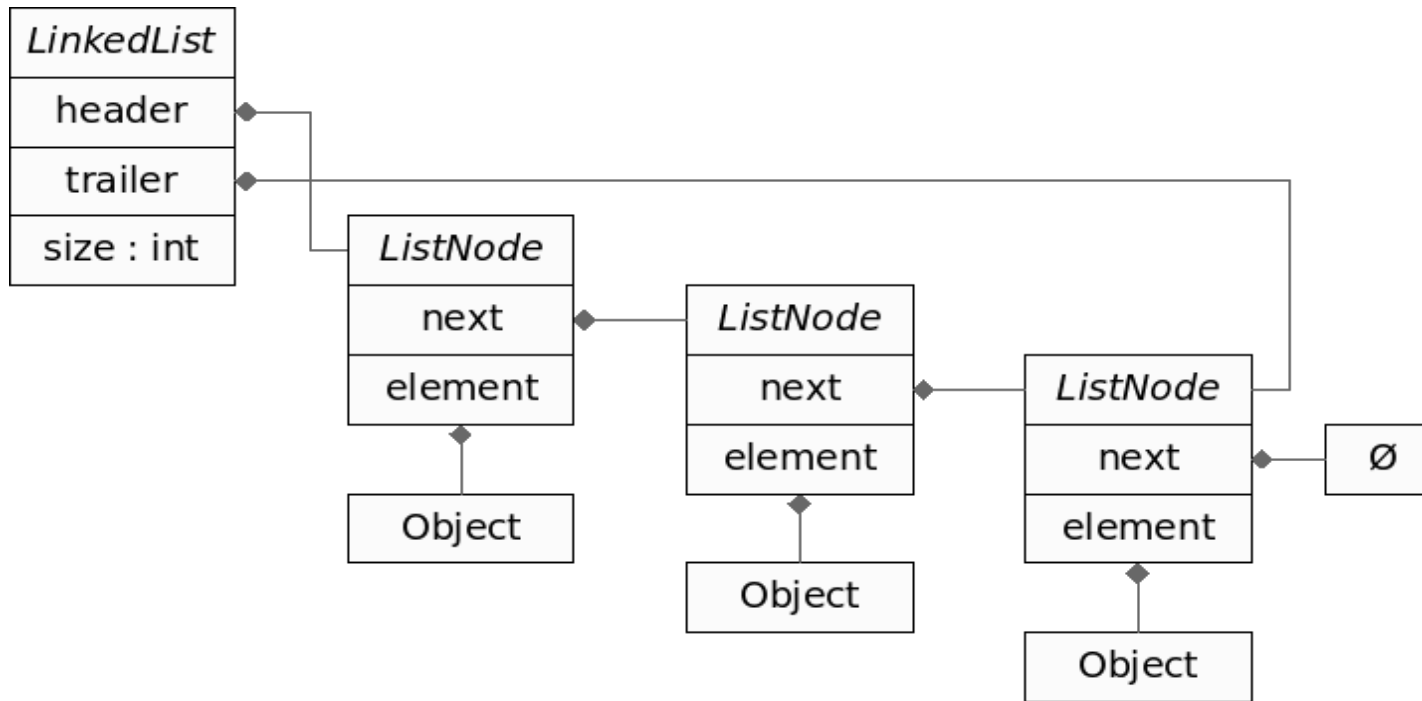 LinkedList
header
trailer
size : int
ListNode
next
element
Object
ListNode
next
element
Object
ListNode
next
element
Object
Ø